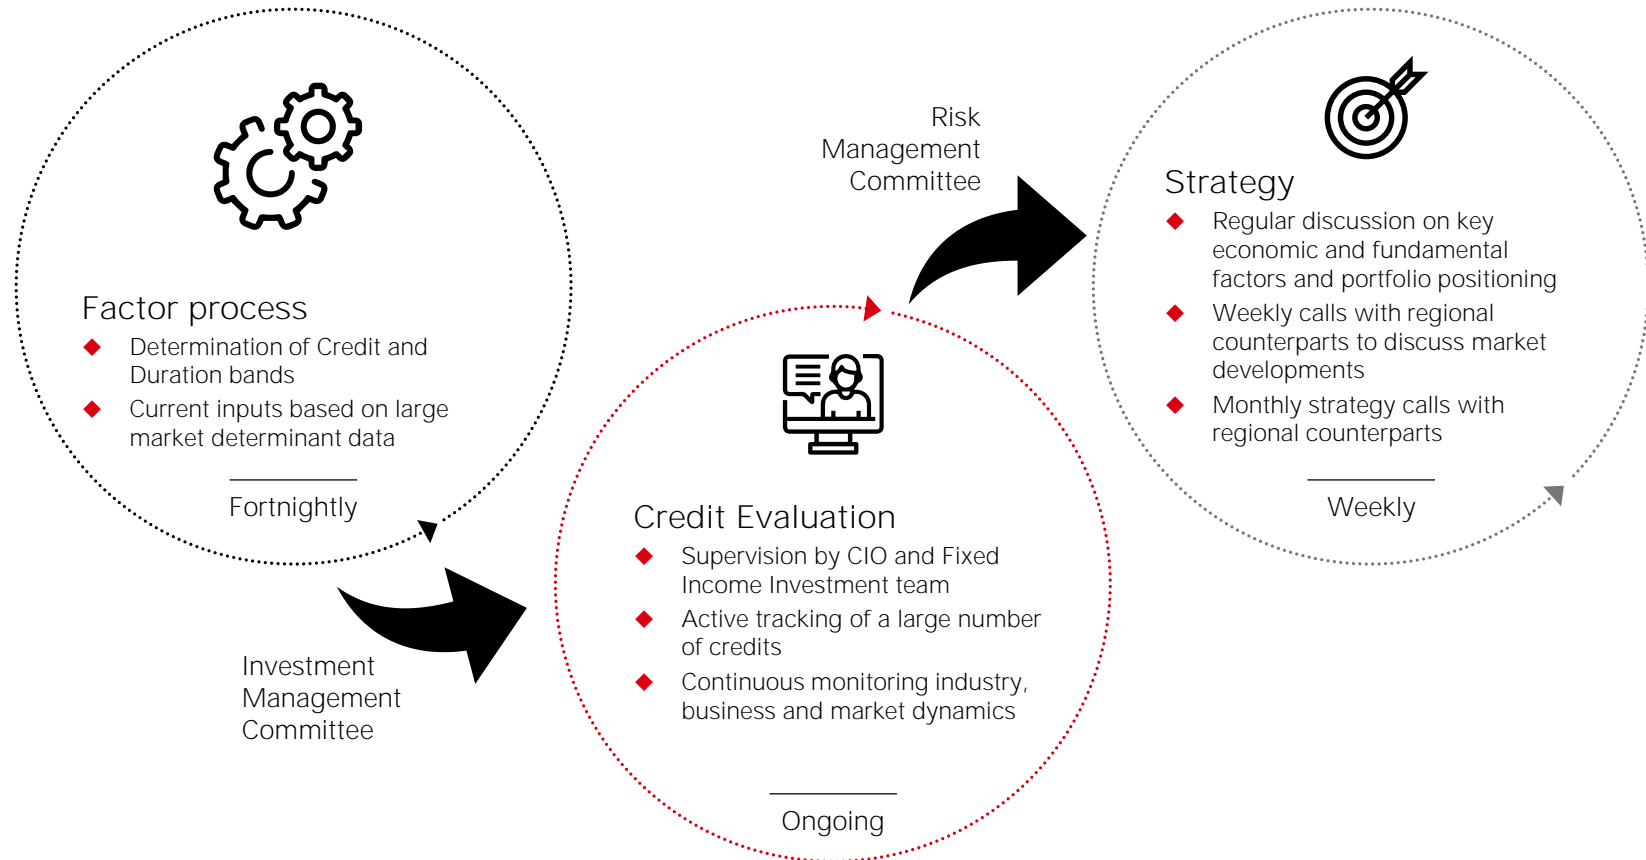 Factor process
Determination of Credit and
Duration bands
Current inputs based on large
market determinant data
Fortnightly
Investment
Management
Committee
Credit Evaluation
Supervision by CIO and Fixed
Income Investment team
Active tracking of a large number
of credits
Continuous monitoring industry,
business and market dynamics
Ongoing
Risk
Management
Committee
Strategy
Regular discussion on key
economic and fundamental
factors and portfolio positioning
Weekly calls with regional
counterparts to discuss market
developments
Monthly strategy calls with
regional counterparts
Weekly